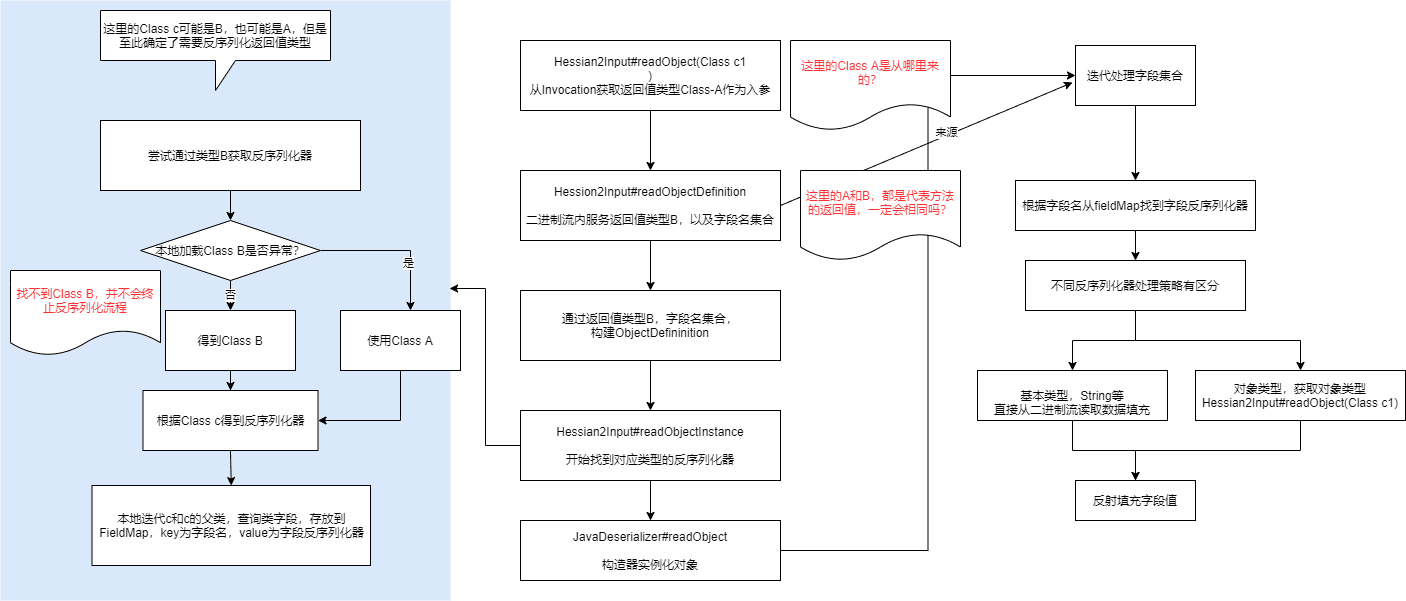 这里的Class c可能是B，也可能是A，但是
至此确定了需要反序列化返回值类型
尝试通过类型B获取反序列化器
本地加载Class B是否异常?
是
否
找不到Class B，并不会终
止反序列化流程
得到Class B
使用Class A
根据Class c得到反序列化器
本地迭代c和c的父类，查询类字段，存放到
FieldMap，key为字段名，value为字段反序列化器
Hessian2Input#readObject(Class c1
)
从Invocation获取返回值类型Class-A作为入参
Hession2Input#readObjectDefinition
二进制流内服务返回值类型B，以及字段名集合
通过返回值类型B，字段名集合，
构建ObjectDefininition
Hessian2Input#readObjectInstance
开始找到对应类型的反序列化器
JavaDeserializer#readObject
构造器实例化对象
这里的Class A是从哪里来
的?
来源
这里的A和B，都是代表方法
的返回值，一定会相同吗?
迭代处理字段集合
根据字段名从fieldMap找到字段反序列化器
不同反序列化器处理策略有区分
基本类型，String等
直接从二进制流读取数据填充
对象类型，获取对象类型
Hessian2Input#readObject(Class c1)
反射填充字段值